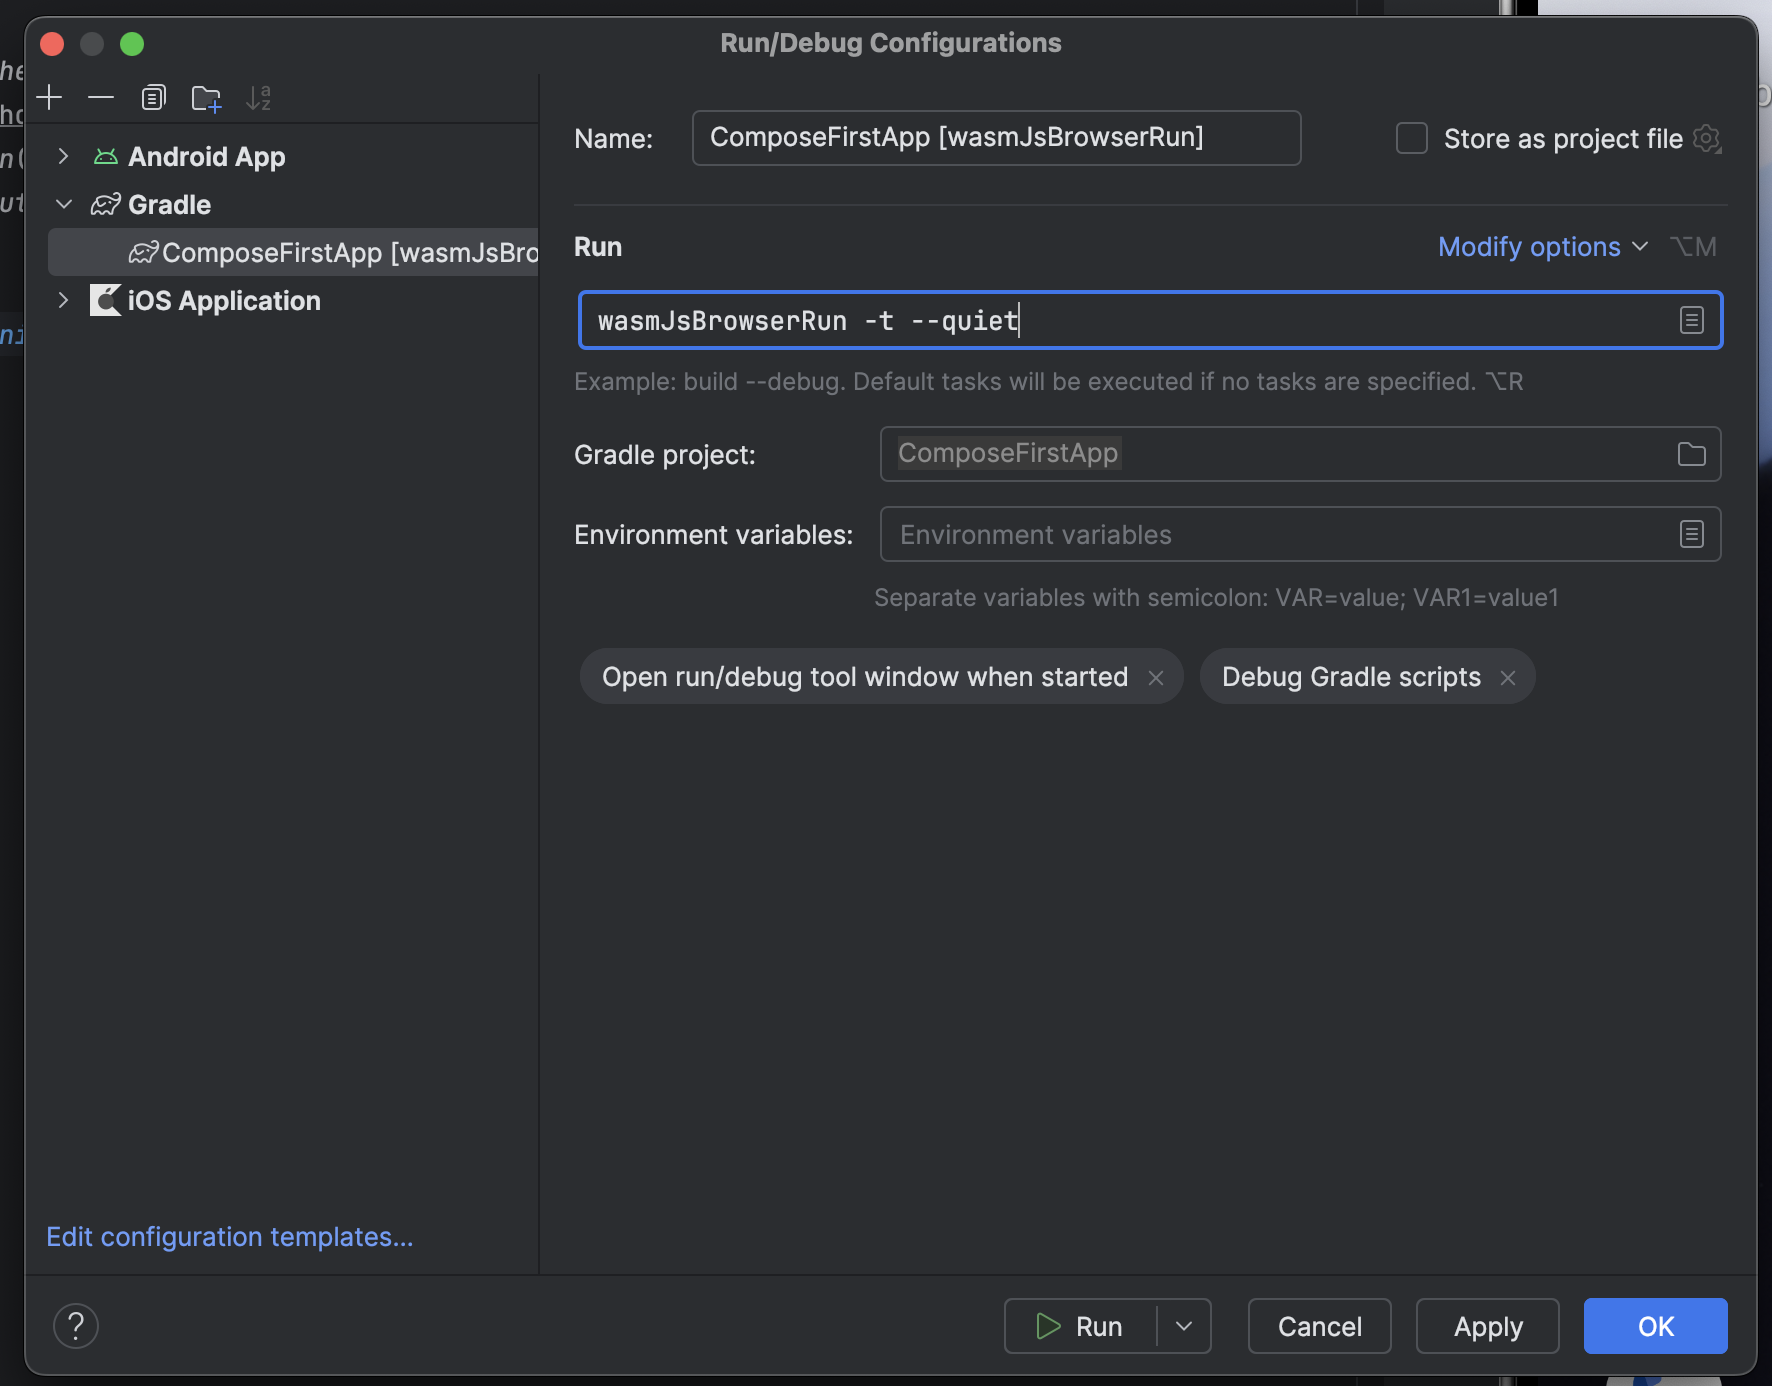 Run/Debug Configurations
Name: ComposeFirstApp [wasmJsBrowserRun] Store as project file
Android App
Gradle
ComposeFirstApp [wasmJsBro
iOS Application
Run Modify options ⌥M
wasmJsBrowserRun -t --quiet
Example: build --debug. Default tasks will be executed if no tasks are specified. ⌥R
Gradle project: ComposeFirstApp
Environment variables: Environment variables
Separate variables with semicolon: VAR=value; VAR1=value1
Open run/debug tool window when started
Debug Gradle scripts
Edit configuration templates...
? Run Cancel Apply OK